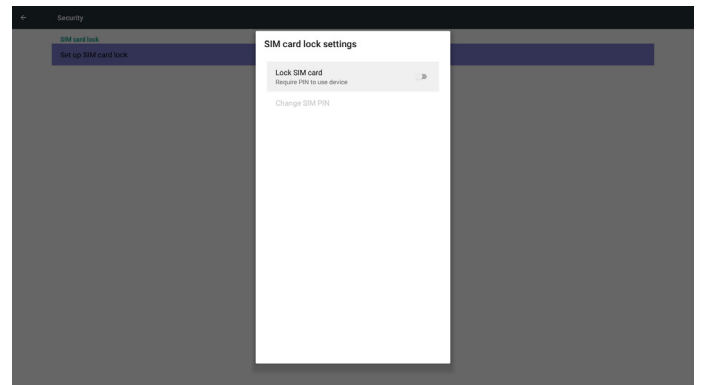 Security
SIM card lock
Set up SIM card lock
SIM card lock settings
Lock SIM card
Require PIN to use device
Change SIM PIN